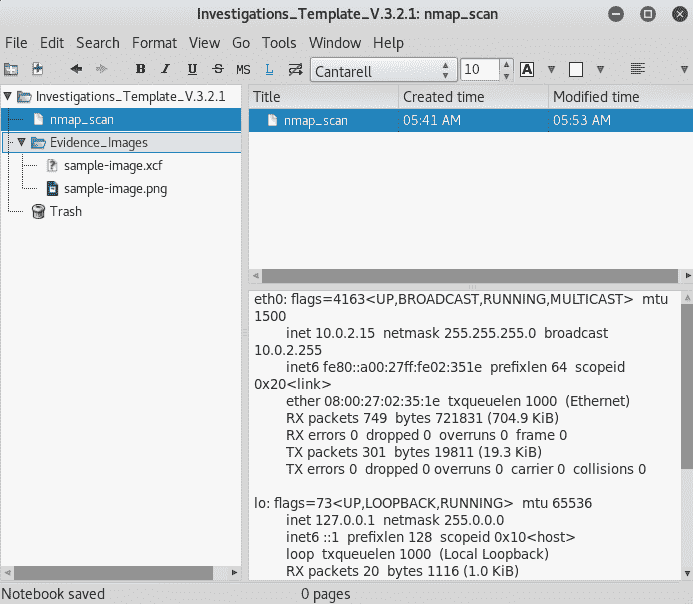 Investigations_Template_V.3.2.1: nmap_scan
File Edit Search Format View Go Tools Window Help
B I U S MS L Cantarell 10 A
Investigations_Template_V.3.2.1
nmap_scan
Evidence_Images
sample-image.xcf
sample-image.png
Trash
Title Created time Modified time
nmap_scan 05:41 AM 05:53 AM
eth0: flags=4163<UP,BROADCAST,RUNNING,MULTICAST> mtu
1500
inet 10.0.2.15 netmask 255.255.255.0 broadcast
10.0.2.255
inet6 fe80::a00:27ff:fe02:351e prefixlen 64 scopeid
0x20<link>
ether 08:00:27:02:35:1e txqueuelen 1000 (Ethernet)
RX packets 749 bytes 721831 (704.9 KiB)
RX errors 0 dropped 0 overruns 0 frame 0
TX packets 301 bytes 19811 (19.3 KiB)
TX errors 0 dropped 0 overruns 0 carrier 0 collisions 0
lo: flags=73<UP,LOOPBACK,RUNNING> mtu 65536
inet 127.0.0.1 netmask 255.0.0.0
inet6 ::1 prefixlen 128 scopeid 0x10<host>
loop txqueuelen 1000 (Local Loopback)
RX packets 20 bytes 1116 (1.0 KiB)
Notebook saved 0 pages